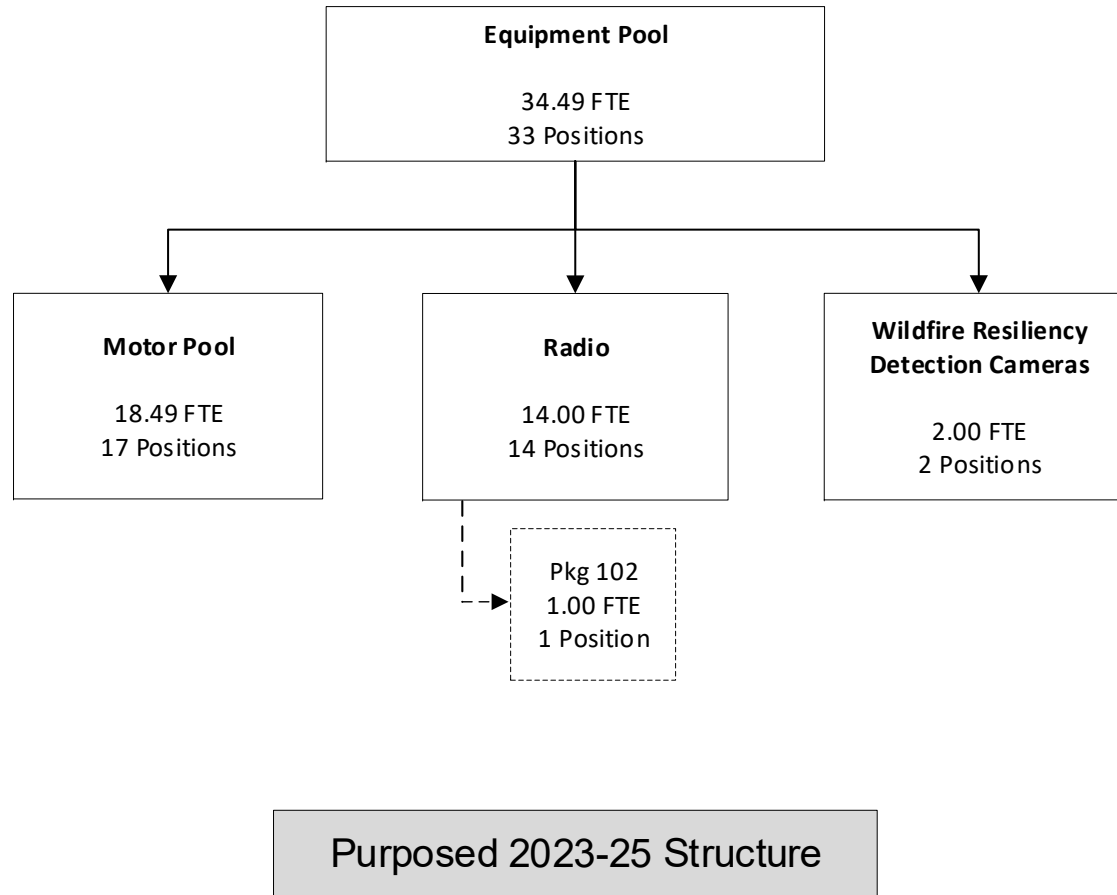 Equipment Pool
34.49 FTE
33 Positions
Motor Pool
18.49 FTE
17 Positions
Radio
14.00 FTE
14 Positions
Wildfire Resiliency
Detection Cameras
2.00 FTE
2 Positions
Pkg 102
1.00 FTE
1 Position
Purposed 2023-25 Structure